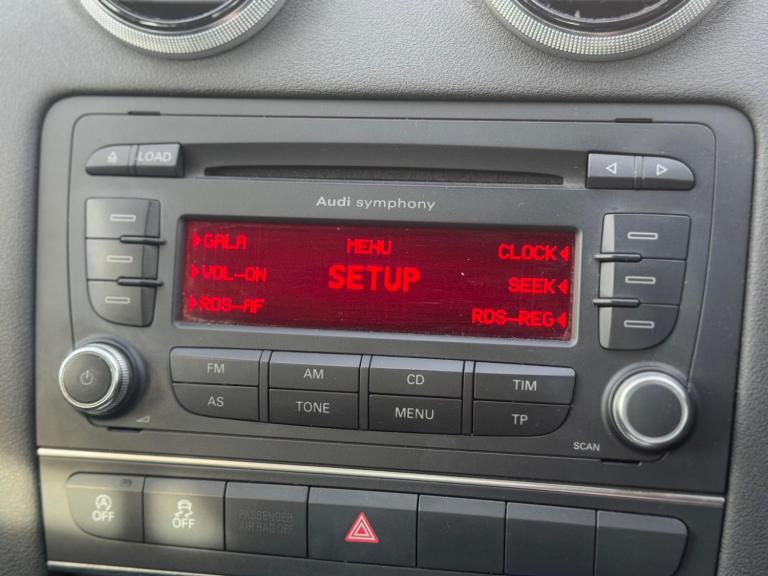 LOAD
Audi symphony
GALA MENU CLOCK
VOL-ON SETUP SEEK
RDS-AF RDS-REG
FM AM CD TIM
AS TONE MENU TP
SCAN
OFF OFF PASSENGER
AIR BAG OFF